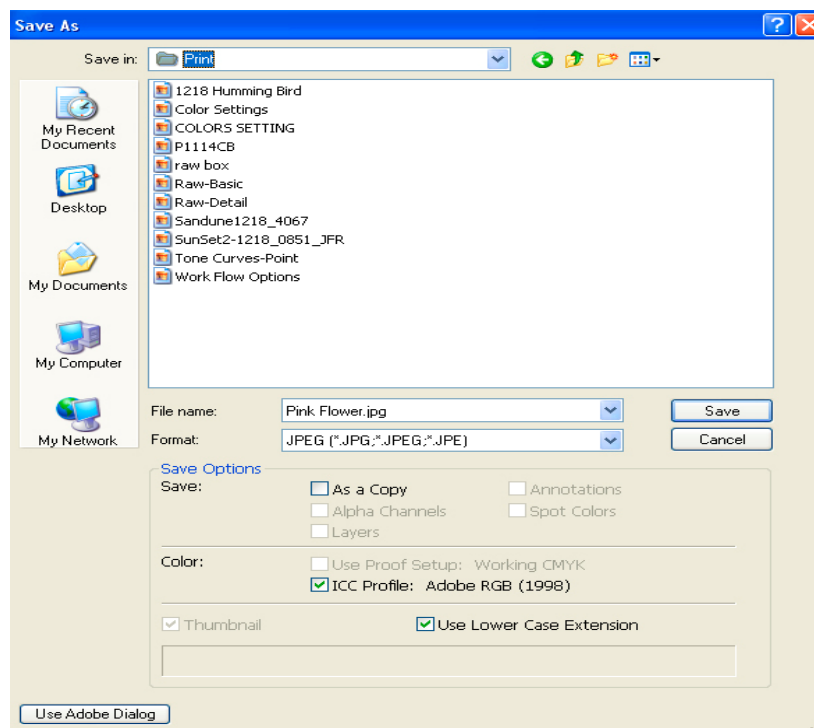 Save As
Save in: Print
1218 Humming Bird
Color Settings
COLORS SETTING
P1114CB
raw box
Raw-Basic
Raw-Detail
Sandune1218_4067
SunSet2-1218_0851_JFR
Tone Curves-Point
Work Flow Options
My Recent
Documents
Desktop
My Documents
My Computer
My Network
File name: Pink Flower.jpg Save
Format: JPEG (*.JPG;*.JPEG;*.JPE) Cancel
Save Options
Save: As a Copy Annotations
Alpha Channels Spot Colors
Layers
Color: Use Proof Setup: Working CMYK
ICC Profile: Adobe RGB (1998)
Thumbnail Use Lower Case Extension
Use Adobe Dialog